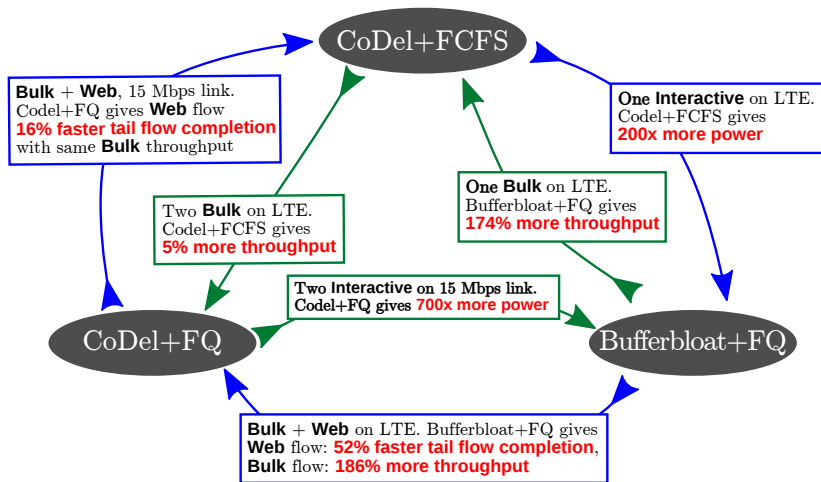 CoDel+FCFS
Bulk + Web, 15 Mbps link.
Codel+FQ gives Web flow
16% faster tail flow completion
with same Bulk throughput
One Interactive on LTE.
Codel+FCFS gives
200x more power
Two Bulk on LTE.
Codel+FCFS gives
5% more throughput
One Bulk on LTE.
Bufferbloat+FQ gives
174% more throughput
Two Interactive on 15 Mbps link.
Codel+FQ gives 700x more power
CoDel+FQ
Bufferbloat+FQ
Bulk + Web on LTE. Bufferbloat+FQ gives
Web flow: 52% faster tail flow completion,
Bulk flow: 186% more throughput